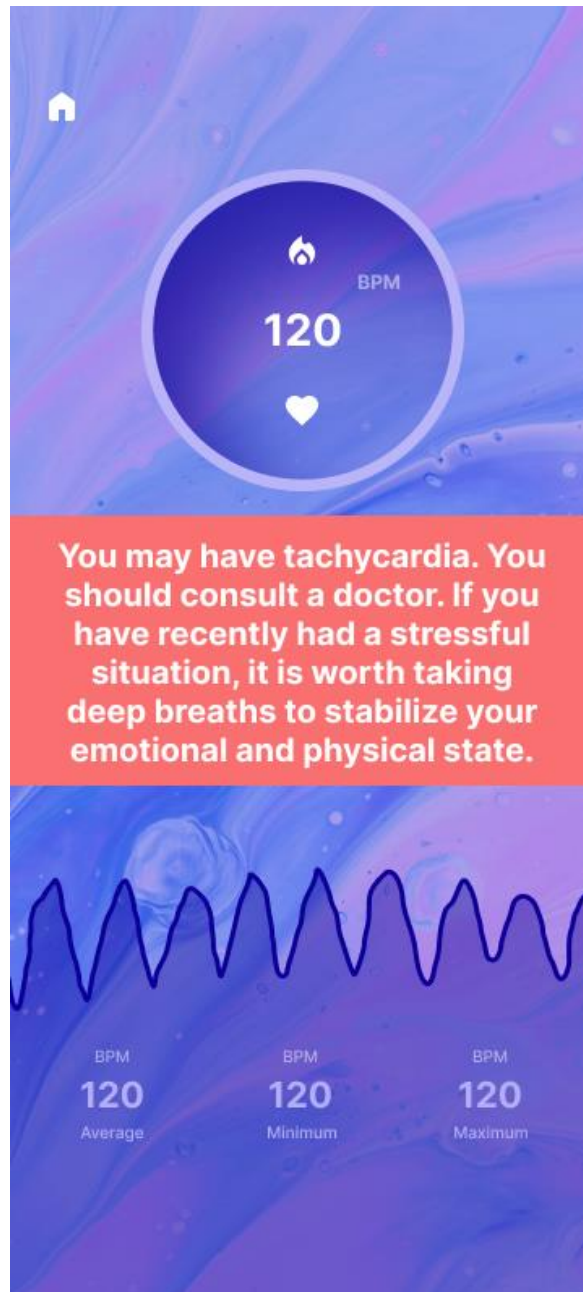 BPM
120
You may have tachycardia. You
should consult a doctor. If you
have recently had a stressful
situation, it is worth taking
deep breaths to stabilize your
emotional and physical state.
BPM BPM BPM
120 120 120
Average Minimum Maximum